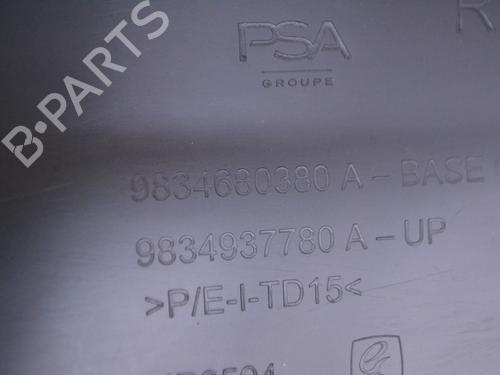 PSA
R
GROUPE
9834680380 A - BASE
9834937780 A - UP
>P/E-I-TD15<
B-PARTS